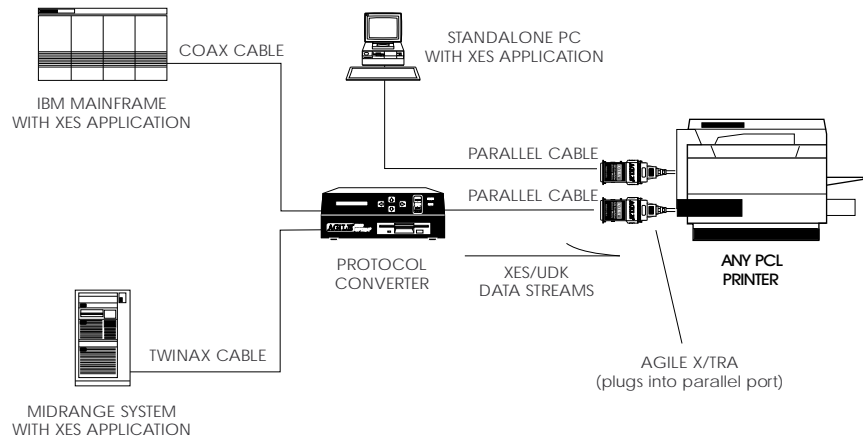 COAX CABLE
IBM MAINFRAME
WITH XES APPLICATION
STANDALONE PC
WITH XES APPLICATION
PARALLEL CABLE
PARALLEL CABLE
PROTOCOL
CONVERTER
XES/UDK
DATA STREAMS
ANY PCL
PRINTER
TWINAX CABLE
AGILE X/TRA
(plugs into parallel port)
MIDRANGE SYSTEM
WITH XES APPLICATION